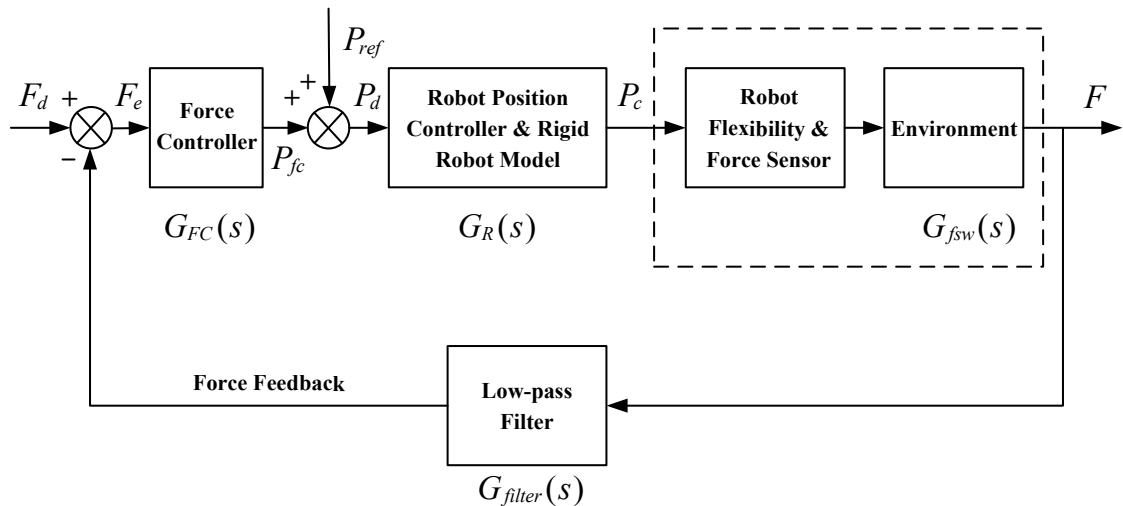 P_ref
F_d + F_e
Force
Controller
P_fc
+ +
P_d
Robot Position
Controller & Rigid
Robot Model
P_c
Robot
Flexibility &
Force Sensor
Environment
F
−
G_FC(s)
G_R(s)
G_fsw(s)
Force Feedback
Low-pass
Filter
G_filter(s)